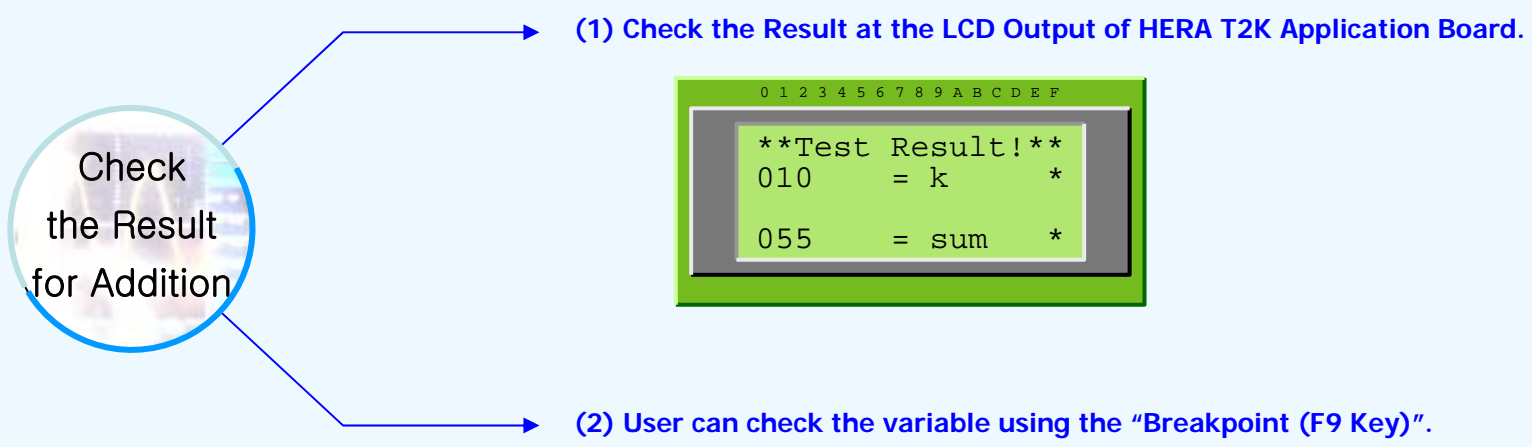 (1) Check the Result at the LCD Output of HERA T2K Application Board.
0 1 2 3 4 5 6 7 8 9 A B C D E F
**Test Result!**
010 = k *
055 = sum *
Check
the Result
for Addition
(2) User can check the variable using the “Breakpoint (F9 Key)”.